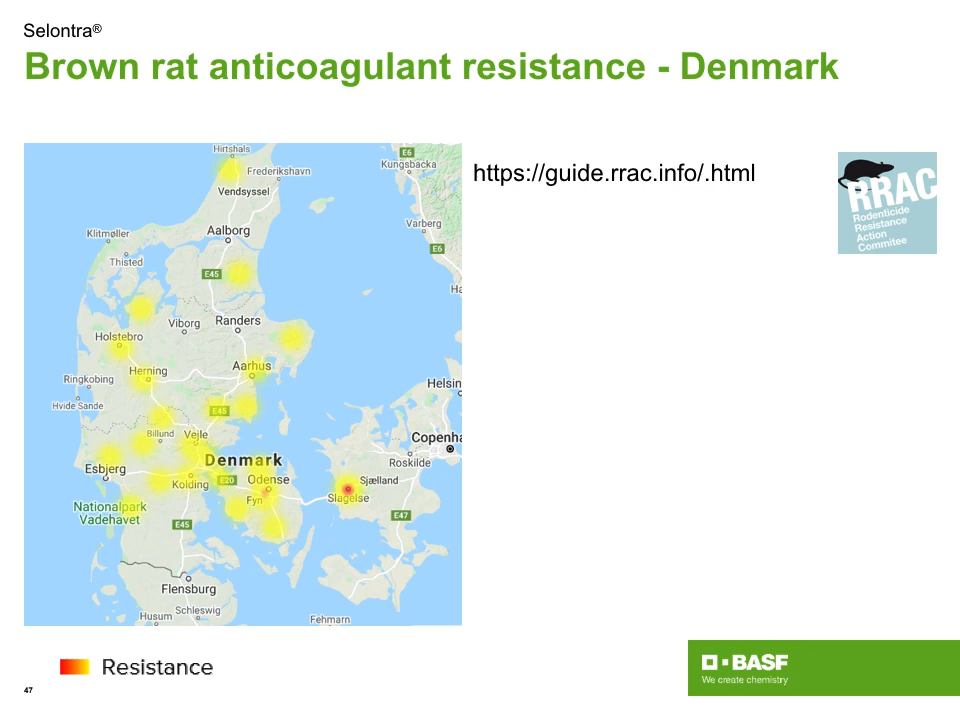 Selontra®
Brown rat anticoagulant resistance - Denmark
https://guide.rrac.info/.html
RRAC
Rodenticide
Resistance
Action
Commitee
Hirtshals
E6
Kungsbacka
Frederikshavn
Vendsyssel
Klitmøller
Aalborg
Varberg
E6
Thisted
E45
Ha
Viborg
Randers
Holstebro
Aarhus
Herning
Ringkobing
Helsin
Hvide Sande
E45
Billund
Vejle
Copenha
Denmark
Roskilde
Esbjerg
Kolding
E20
Odense
Sjælland
Fyn
Slagelse
Nationalpark
Vadehavet
E45
E47
Flensburg
Schleswig
Husum
Fehmarn
Resistance
BASF
We create chemistry
47